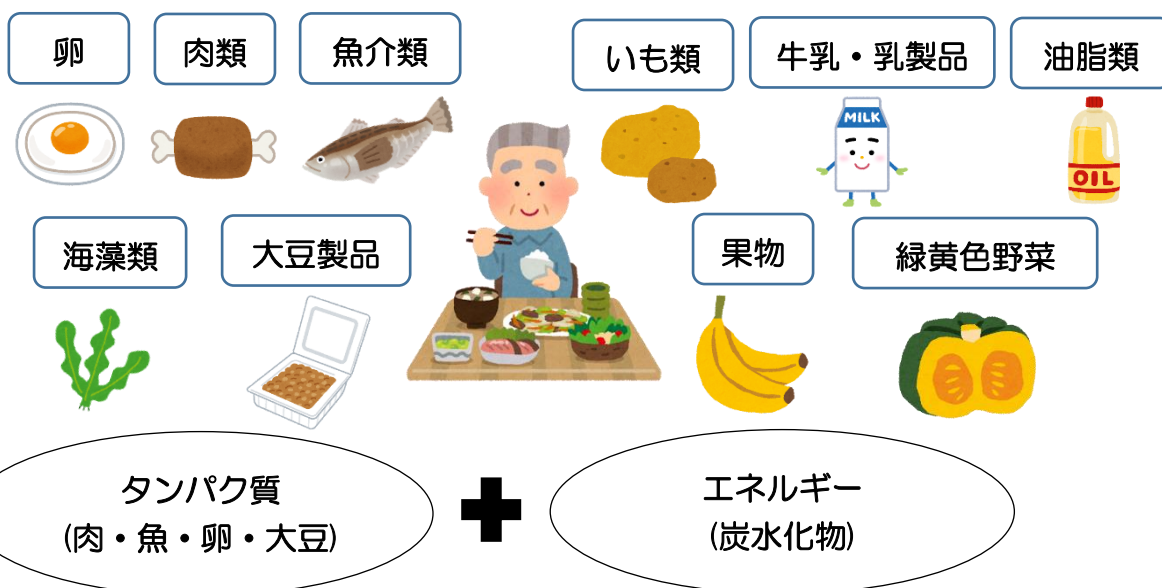 卵
肉類
魚介類
いも類
牛乳・乳製品
油脂類
MILK
OIL
海藻類
大豆製品
果物
緑黄色野菜
タンパク質
(肉・魚・卵・大豆)
エネルギー
(炭水化物)